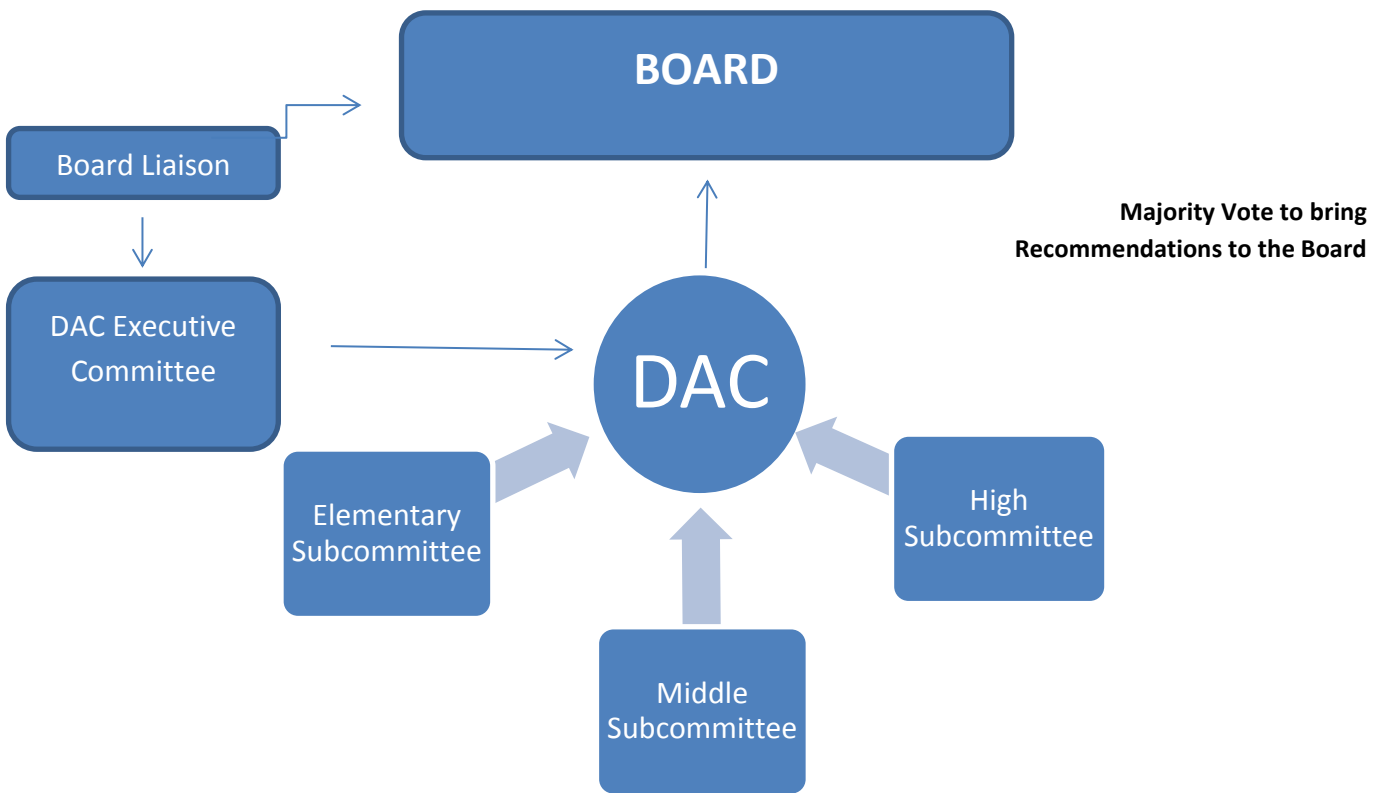 BOARD
Board Liaison
Majority Vote to bring
Recommendations to the Board
DAC Executive
Committee
DAC
Elementary
Subcommittee
High
Subcommittee
Middle
Subcommittee